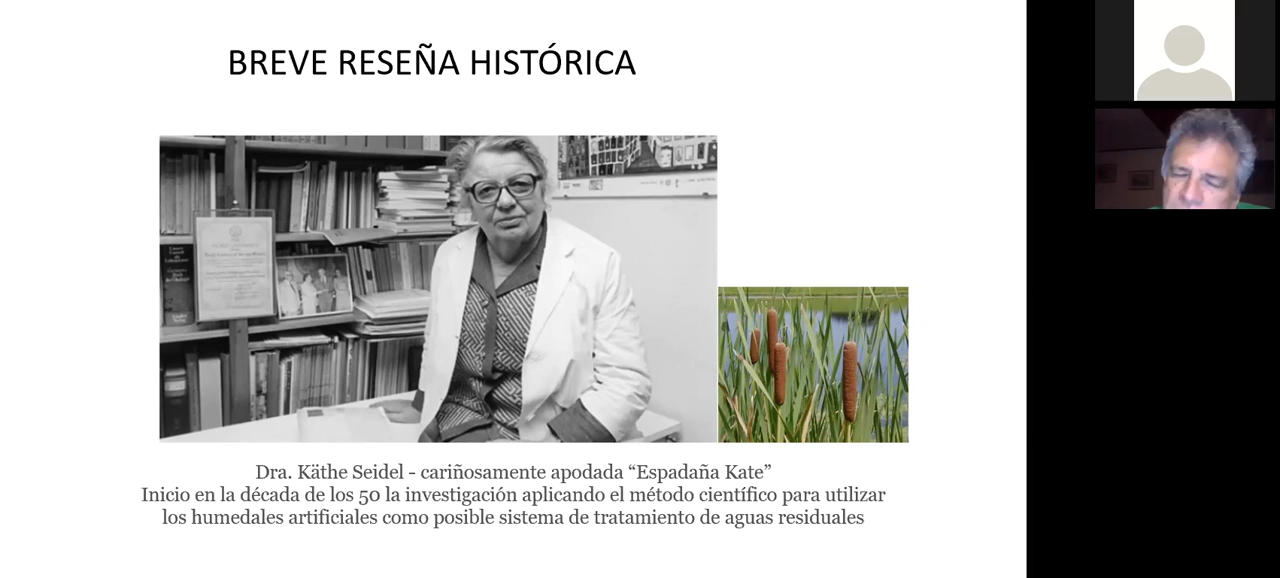 BREVE RESEÑA HISTÓRICA
Dra. Käthe Seidel - cariñosamente apodada “Espadaña Kate”
Inicio en la década de los 50 la investigación aplicando el método científico para utilizar
los humedales artificiales como posible sistema de tratamiento de aguas residuales